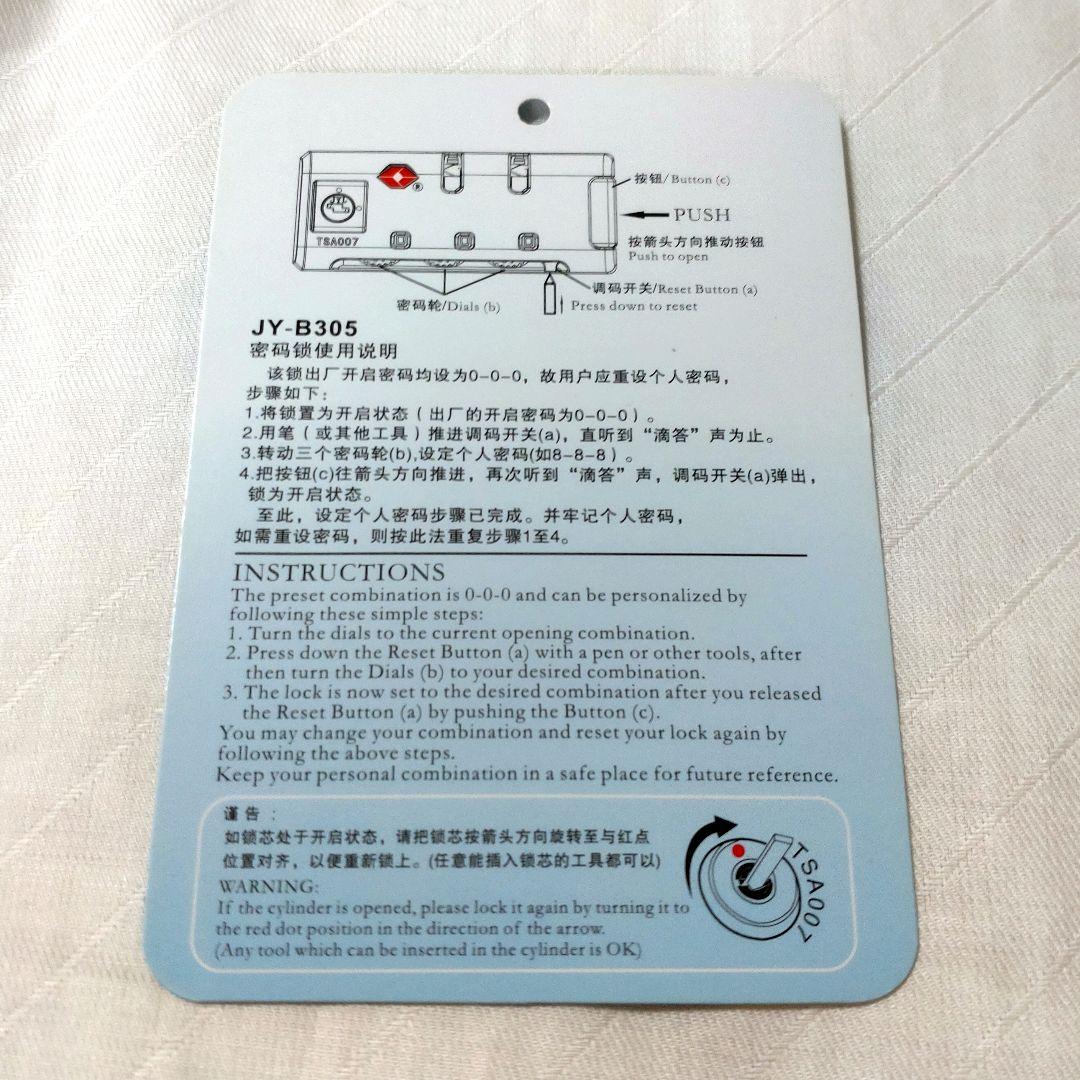 按钮/Button (c)
PUSH
TSA007
按箭头方向推动按钮
Push to open
调码开关/Reset Button (a)
密码轮/Dials (b)
Press down to reset
JY-B305
密码锁使用说明
该锁出厂开启密码均设为0-0-0，故用户应重设个人密码，
步骤如下：
1.将锁置为开启状态（出厂的开启密码为0-0-0）。
2.用笔（或其他工具）推进调码开关(a)，直听到“滴答”声为止。
3.转动三个密码轮(b),设定个人密码(如8-8-8）。
4.把按钮(c)往箭头方向推进，再次听到“滴答”声，调码开关(a)弹出，
锁为开启状态。
至此，设定个人密码步骤已完成。并牢记个人密码，
如需重设密码，则按此法重复步骤1至4。
INSTRUCTIONS
The preset combination is 0-0-0 and can be personalized by
following these simple steps:
1. Turn the dials to the current opening combination.
2. Press down the Reset Button (a) with a pen or other tools, after
then turn the Dials (b) to your desired combination.
3. The lock is now set to the desired combination after you released
the Reset Button (a) by pushing the Button (c).
You may change your combination and reset your lock again by
following the above steps.
Keep your personal combination in a safe place for future reference.
谨告：
如锁芯处于开启状态，请把锁芯按箭头方向旋转至与红点
位置对齐，以便重新锁上。(任意能插入锁芯的工具都可以)
WARNING:
If the cylinder is opened, please lock it again by turning it to
the red dot position in the direction of the arrow.
(Any tool which can be inserted in the cylinder is OK)
TSA007